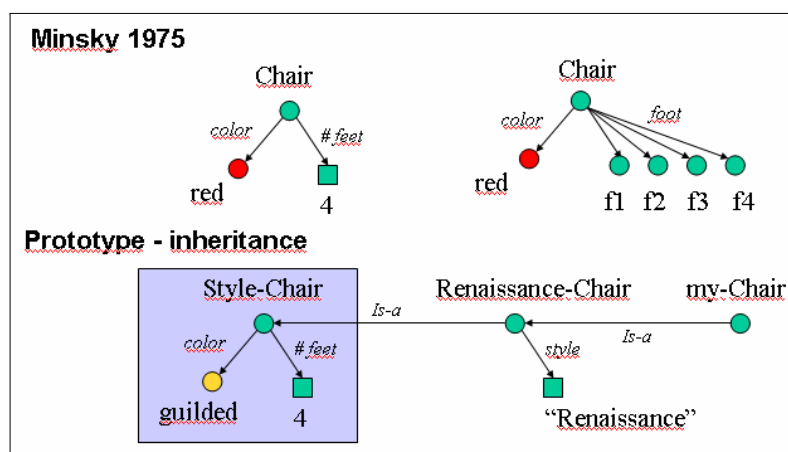 Minsky 1975
Chair
color
# feet
red
4
Chair
color
foot
red
f1 f2 f3 f4
Prototype - inheritance
Style-Chair
Renaissance-Chair
my-Chair
Is-a
Is-a
color
# feet
style
guilded
4
“Renaissance”